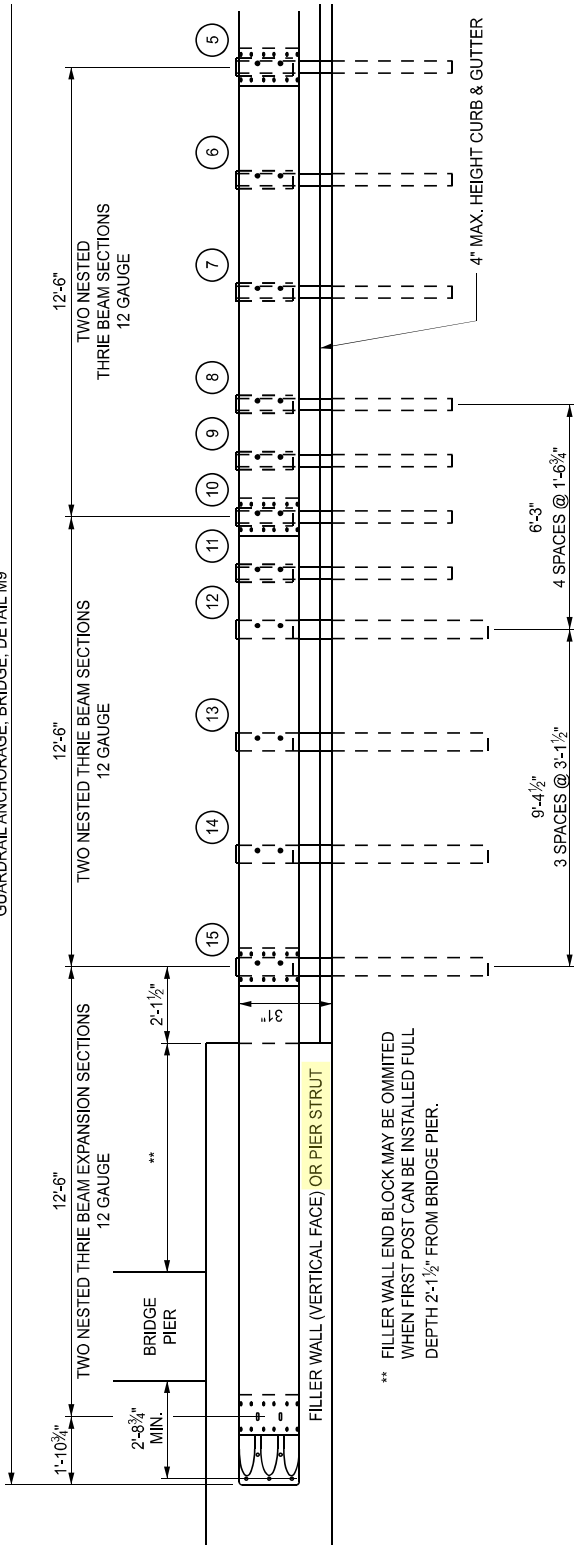 GUARDRAIL ANCHORAGE, BRIDGE, DETAIL M9
1'-10¾"
12'-6"
TWO NESTED THRIE BEAM EXPANSION SECTIONS
12 GAUGE
12'-6"
TWO NESTED THRIE BEAM SECTIONS
12 GAUGE
12'-6"
TWO NESTED
THRIE BEAM SECTIONS
12 GAUGE
2'-8¾"
MIN.
BRIDGE
PIER
**
2'-1½"
15
14
13
12
11
10
9
8
7
6
5
31"
FILLER WALL (VERTICAL FACE) OR PIER STRUT
4" MAX. HEIGHT CURB & GUTTER
** FILLER WALL END BLOCK MAY BE OMMITED
WHEN FIRST POST CAN BE INSTALLED FULL
DEPTH 2'-1½" FROM BRIDGE PIER.
9'-4½"
3 SPACES @ 3'-1½"
6'-3"
4 SPACES @ 1'-6¾"